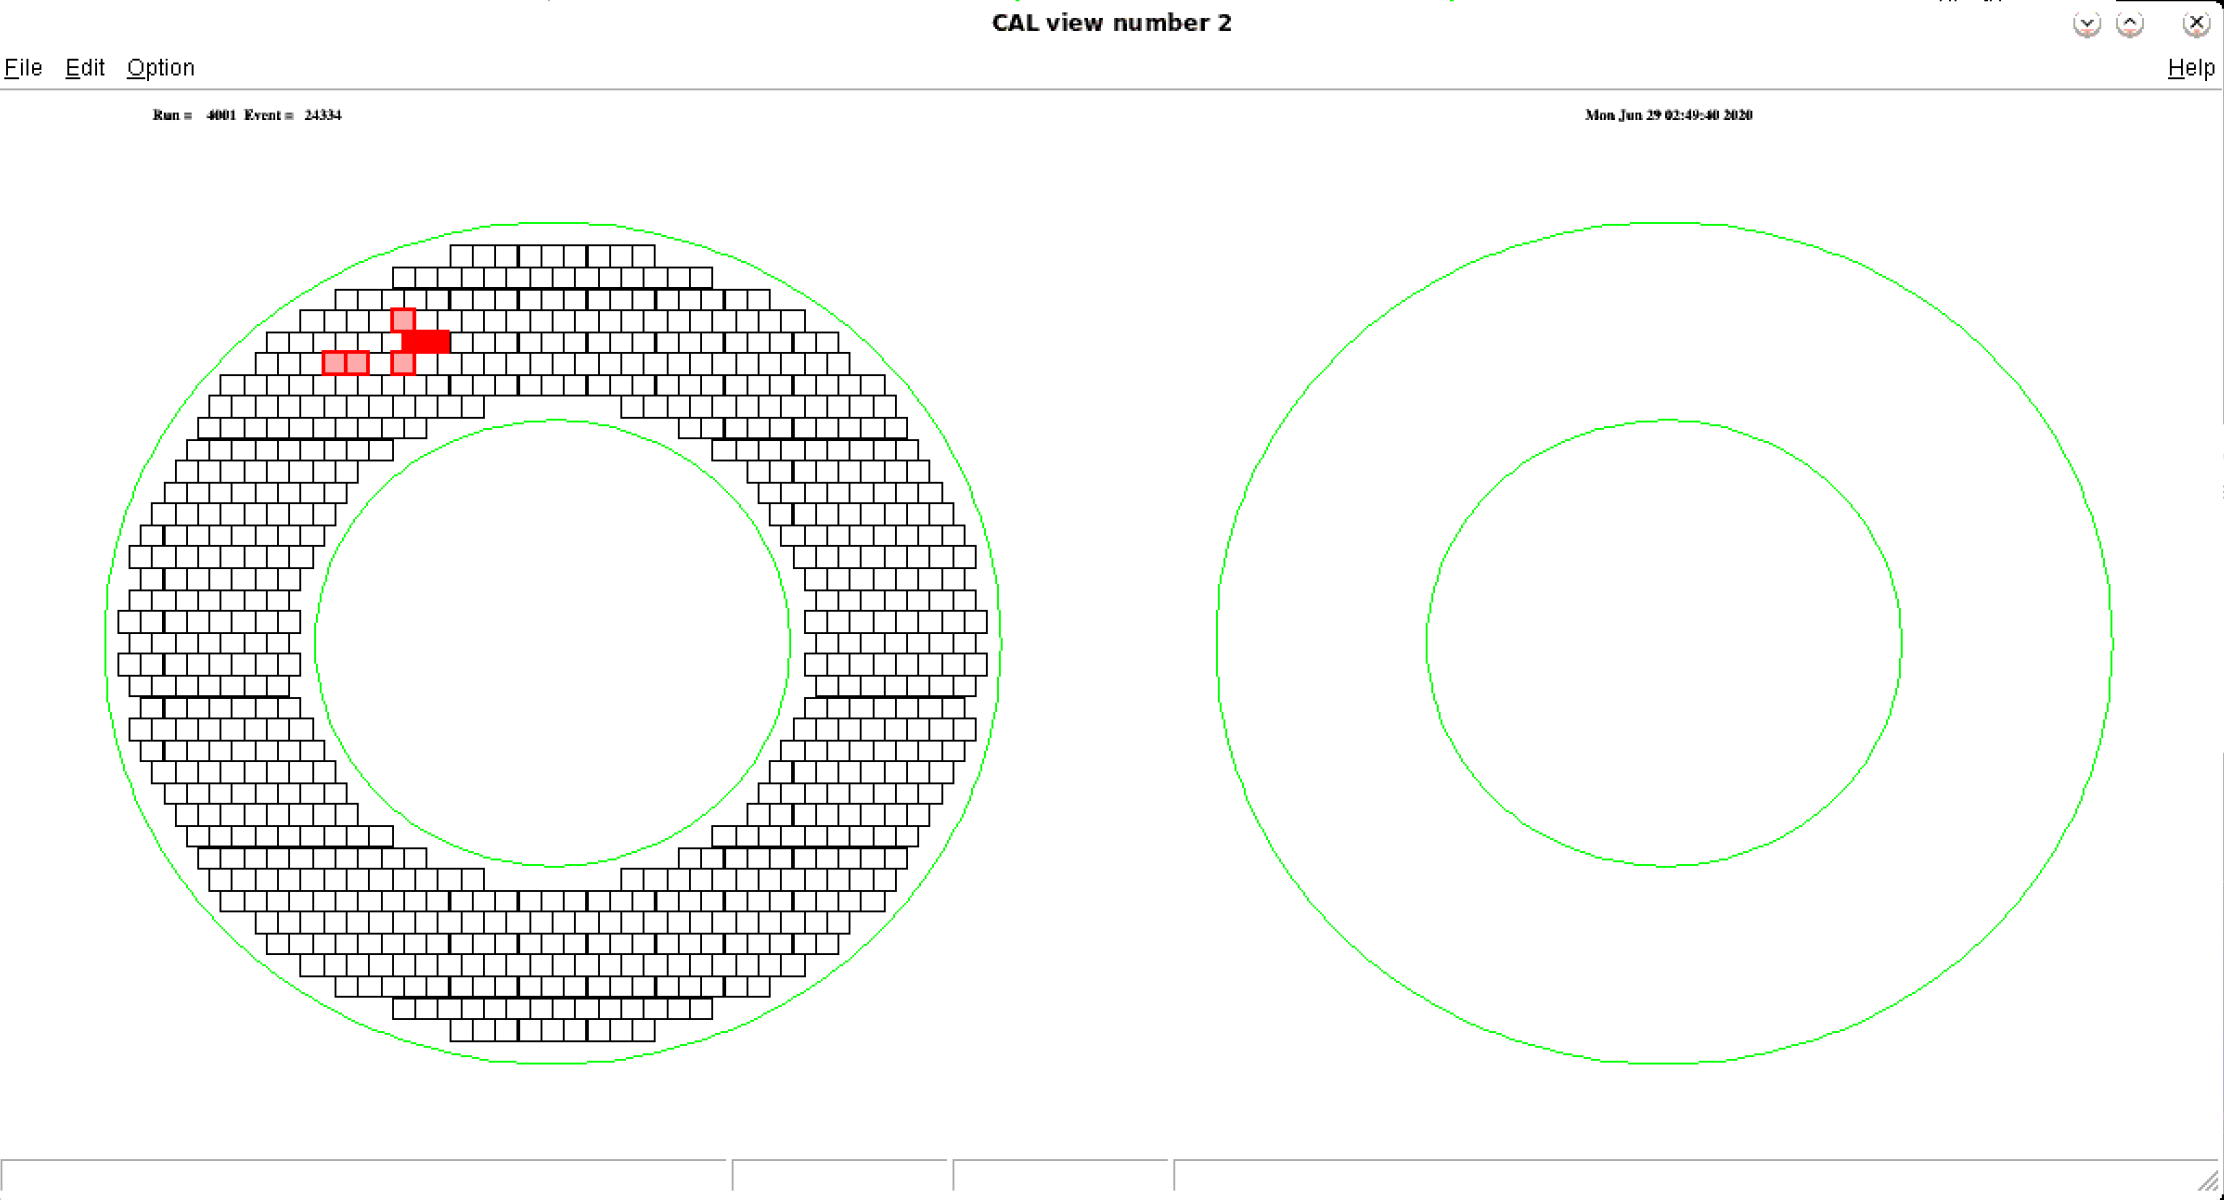 CAL view number 2
File Edit Option Help
Run = 4001 Event = 24334
Mon Jun 29 02:49:40 2020